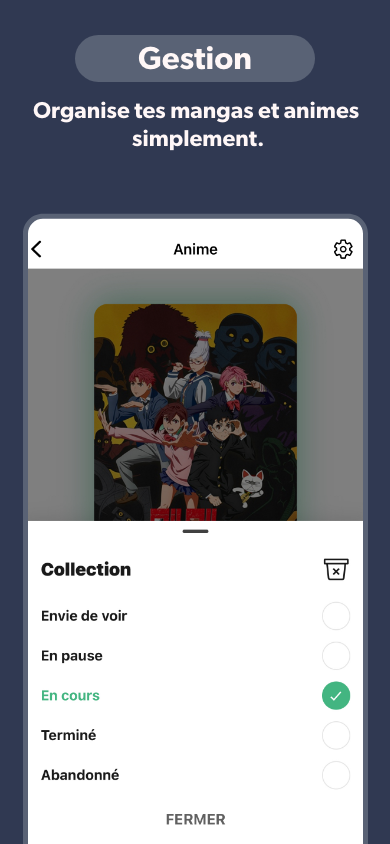 Gestion
Organise tes mangas et animes
simplement.
Anime
Collection
Envie de voir
En pause
En cours
Terminé
Abandonné
FERMER